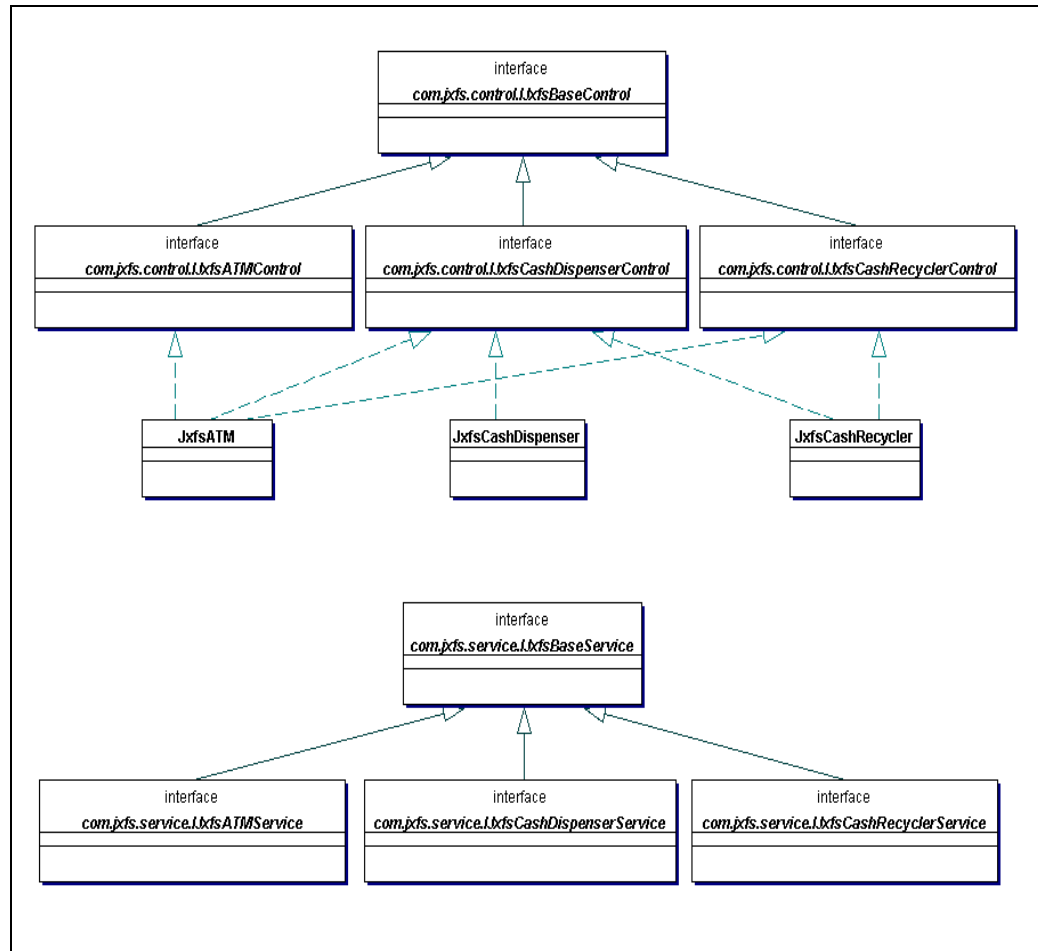 interface
com.jxfs.control.IJxfsBaseControl
interface
com.jxfs.control.IJxfsATMControl
interface
com.jxfs.control.IJxfsCashDispenserControl
interface
com.jxfs.control.IJxfsCashRecyclerControl
JxfsATM
JxfsCashDispenser
JxfsCashRecycler
interface
com.jxfs.service.IJxfsBaseService
interface
com.jxfs.service.IJxfsATMService
interface
com.jxfs.service.IJxfsCashDispenserService
interface
com.jxfs.service.IJxfsCashRecyclerService